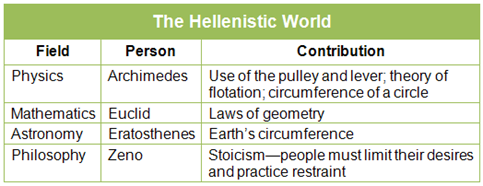 The Hellenistic World
Field Person Contribution
Physics Archimedes Use of the pulley and lever; theory of
flotation; circumference of a circle
Mathematics Euclid Laws of geometry
Astronomy Eratosthenes Earth's circumference
Philosophy Zeno Stoicism—people must limit their desires
and practice restraint